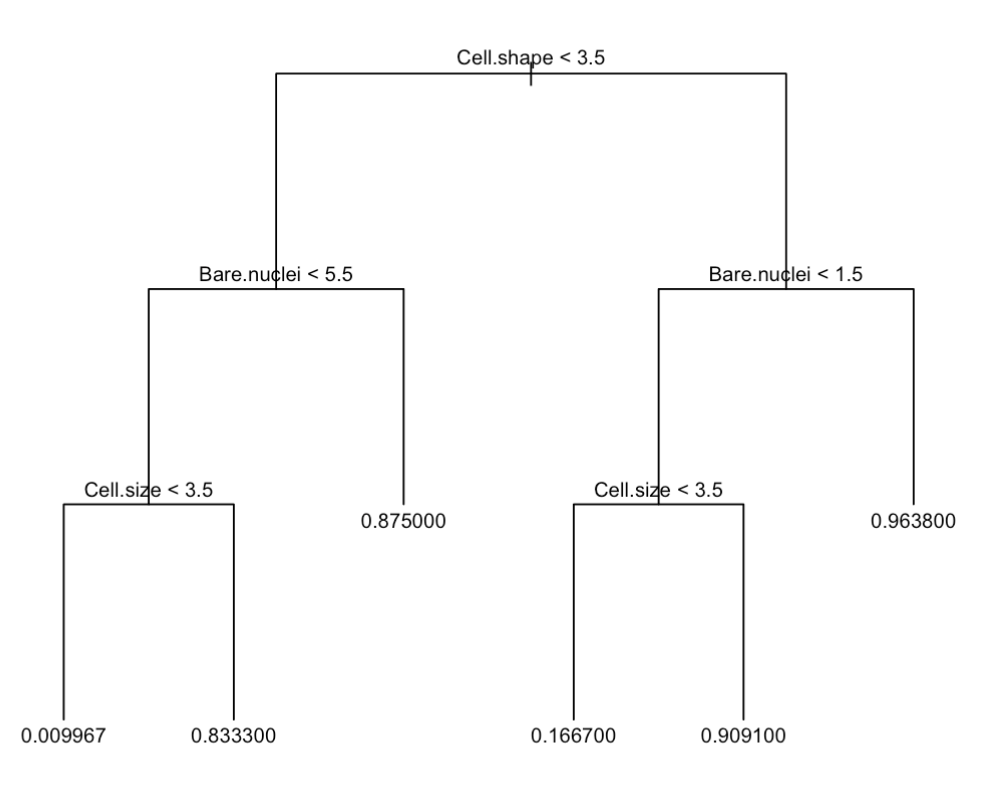 Cell.shape < 3.5
Bare.nuclei < 5.5
Bare.nuclei < 1.5
Cell.size < 3.5
Cell.size < 3.5
0.875000
0.963800
0.009967
0.833300
0.166700
0.909100